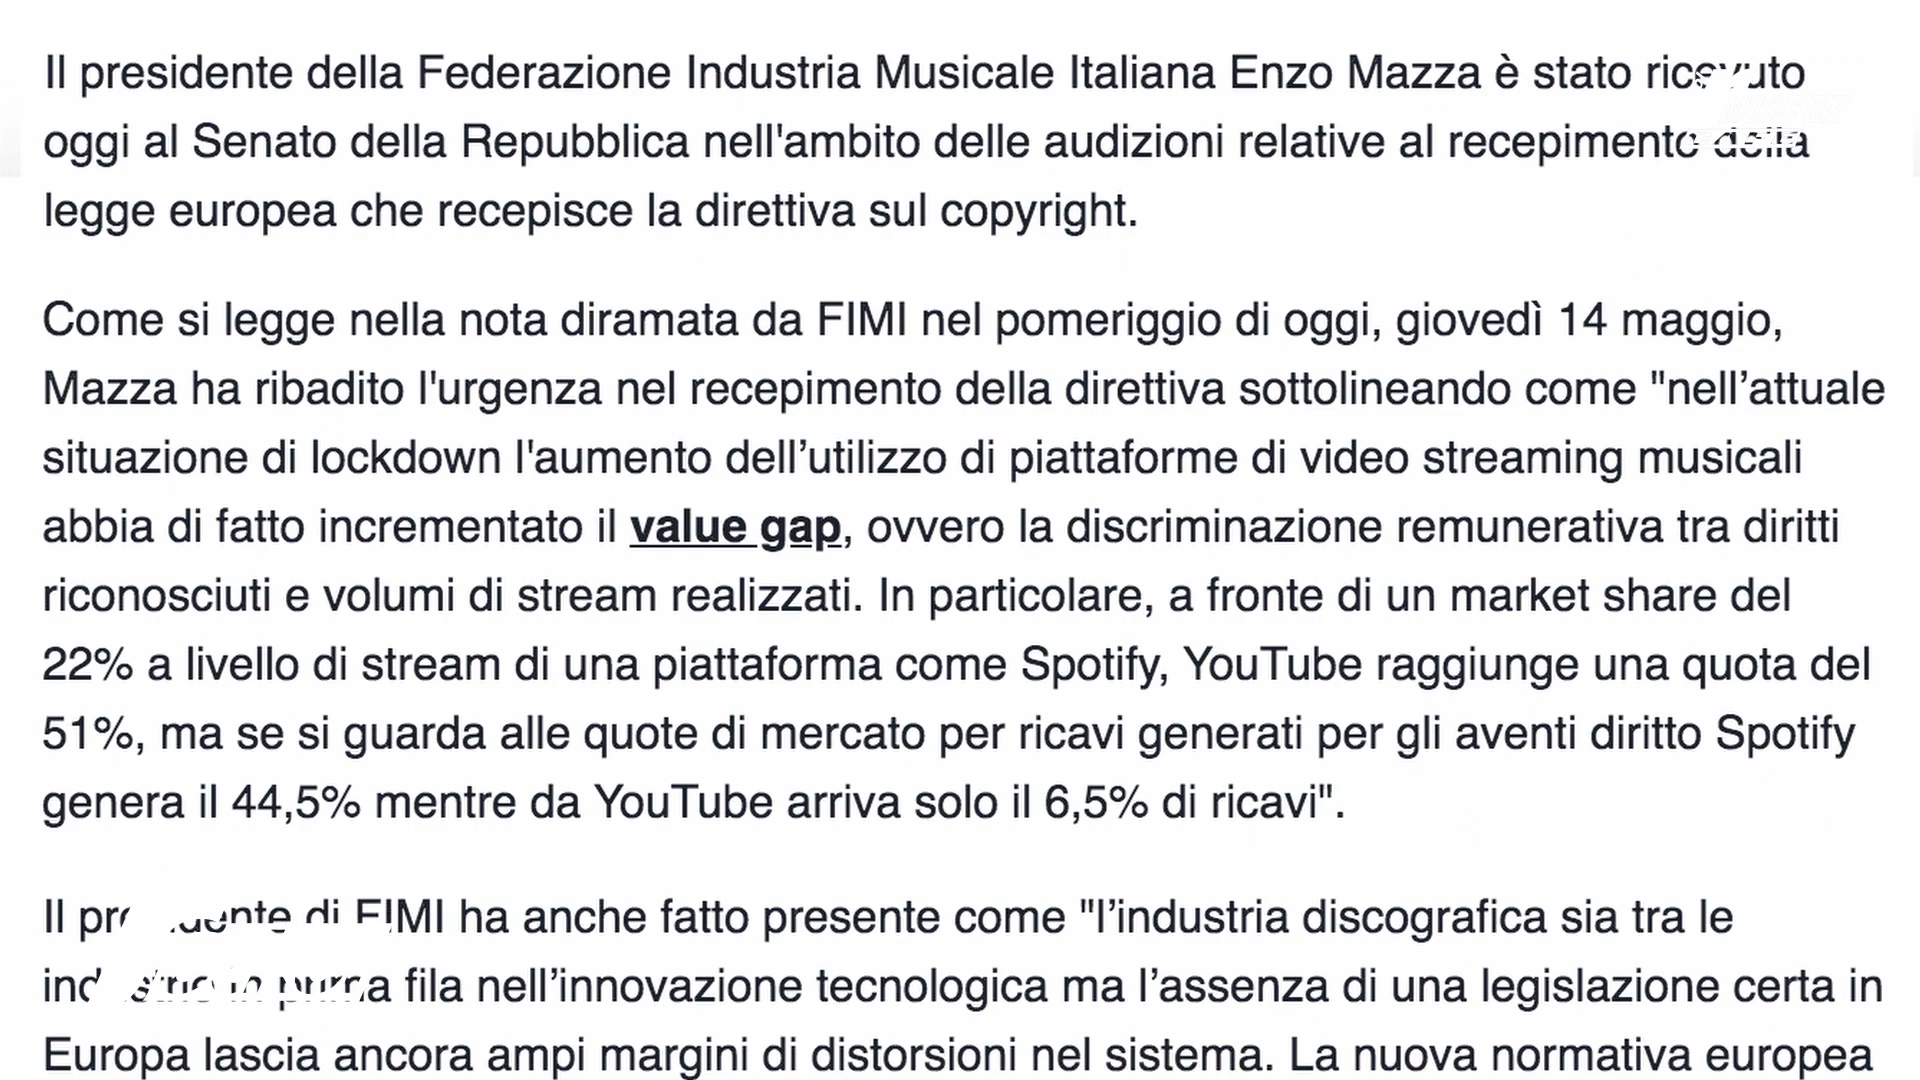 Il presidente della Federazione Industria Musicale Italiana Enzo Mazza è stato ricevuto
oggi al Senato della Repubblica nell'ambito delle audizioni relative al recepimento della
legge europea che recepisce la direttiva sul copyright.
Come si legge nella nota diramata da FIMI nel pomeriggio di oggi, giovedì 14 maggio,
Mazza ha ribadito l'urgenza nel recepimento della direttiva sottolineando come "nell’attuale
situazione di lockdown l'aumento dell’utilizzo di piattaforme di video streaming musicali
abbia di fatto incrementato il value gap, ovvero la discriminazione remunerativa tra diritti
riconosciuti e volumi di stream realizzati. In particolare, a fronte di un market share del
22% a livello di stream di una piattaforma come Spotify, YouTube raggiunge una quota del
51%, ma se si guarda alle quote di mercato per ricavi generati per gli aventi diritto Spotify
genera il 44,5% mentre da YouTube arriva solo il 6,5% di ricavi".
Il presidente di FIMI ha anche fatto presente come "l’industria discografica sia tra le
industrie in prima fila nell’innovazione tecnologica ma l’assenza di una legislazione certa in
Europa lascia ancora ampi margini di distorsioni nel sistema. La nuova normativa europea